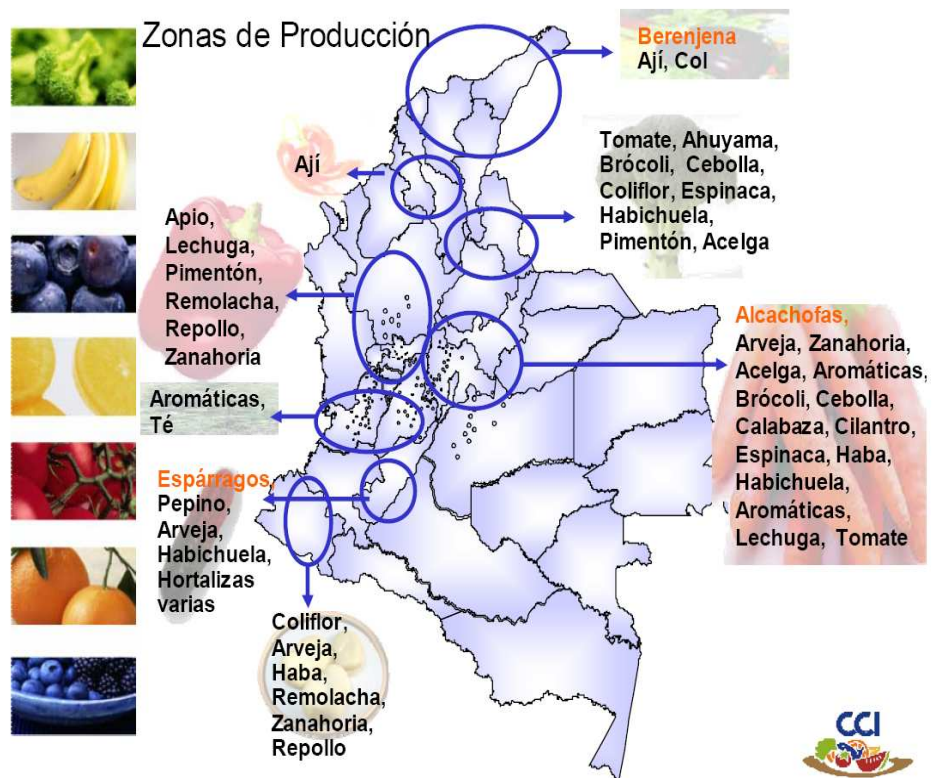 Zonas de Producción
Berenjena
Ají, Col
Tomate, Ahuyama,
Brócoli, Cebolla,
Coliflor, Espinaca,
Habichuela,
Pimentón, Acelga
Ají
Apio,
Lechuga,
Pimentón,
Remolacha,
Repollo,
Zanahoria
Alcachofas,
Arveja, Zanahoria,
Acelga, Aromáticas,
Brócoli, Cebolla,
Calabaza, Cilantro,
Espinaca, Haba,
Habichuela,
Aromáticas,
Lechuga, Tomate
Aromáticas,
Té
Espárragos,
Pepino,
Arveja,
Habichuela,
Hortalizas
varias
Coliflor,
Arveja,
Haba,
Remolacha,
Zanahoria,
Repollo
CCI